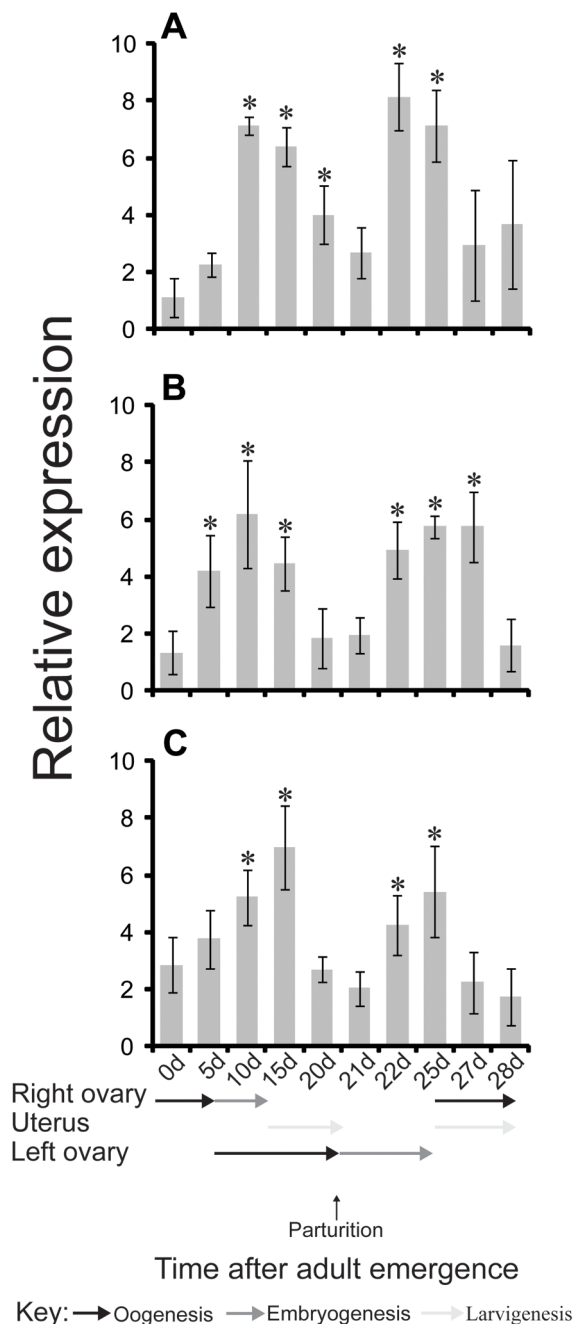 A
10
8
6
4
2
0
* * * * *
B
10
8
6
4
2
0
* * * * * *
C
10
8
6
4
2
0
* * * *
Relative expression
0d 5d 10d 15d 20d 21d 22d 25d 27d 28d
Right ovary
Uterus
Left ovary
Parturition
Time after adult emergence
Key: Oogenesis Embryogenesis Larvigenesis